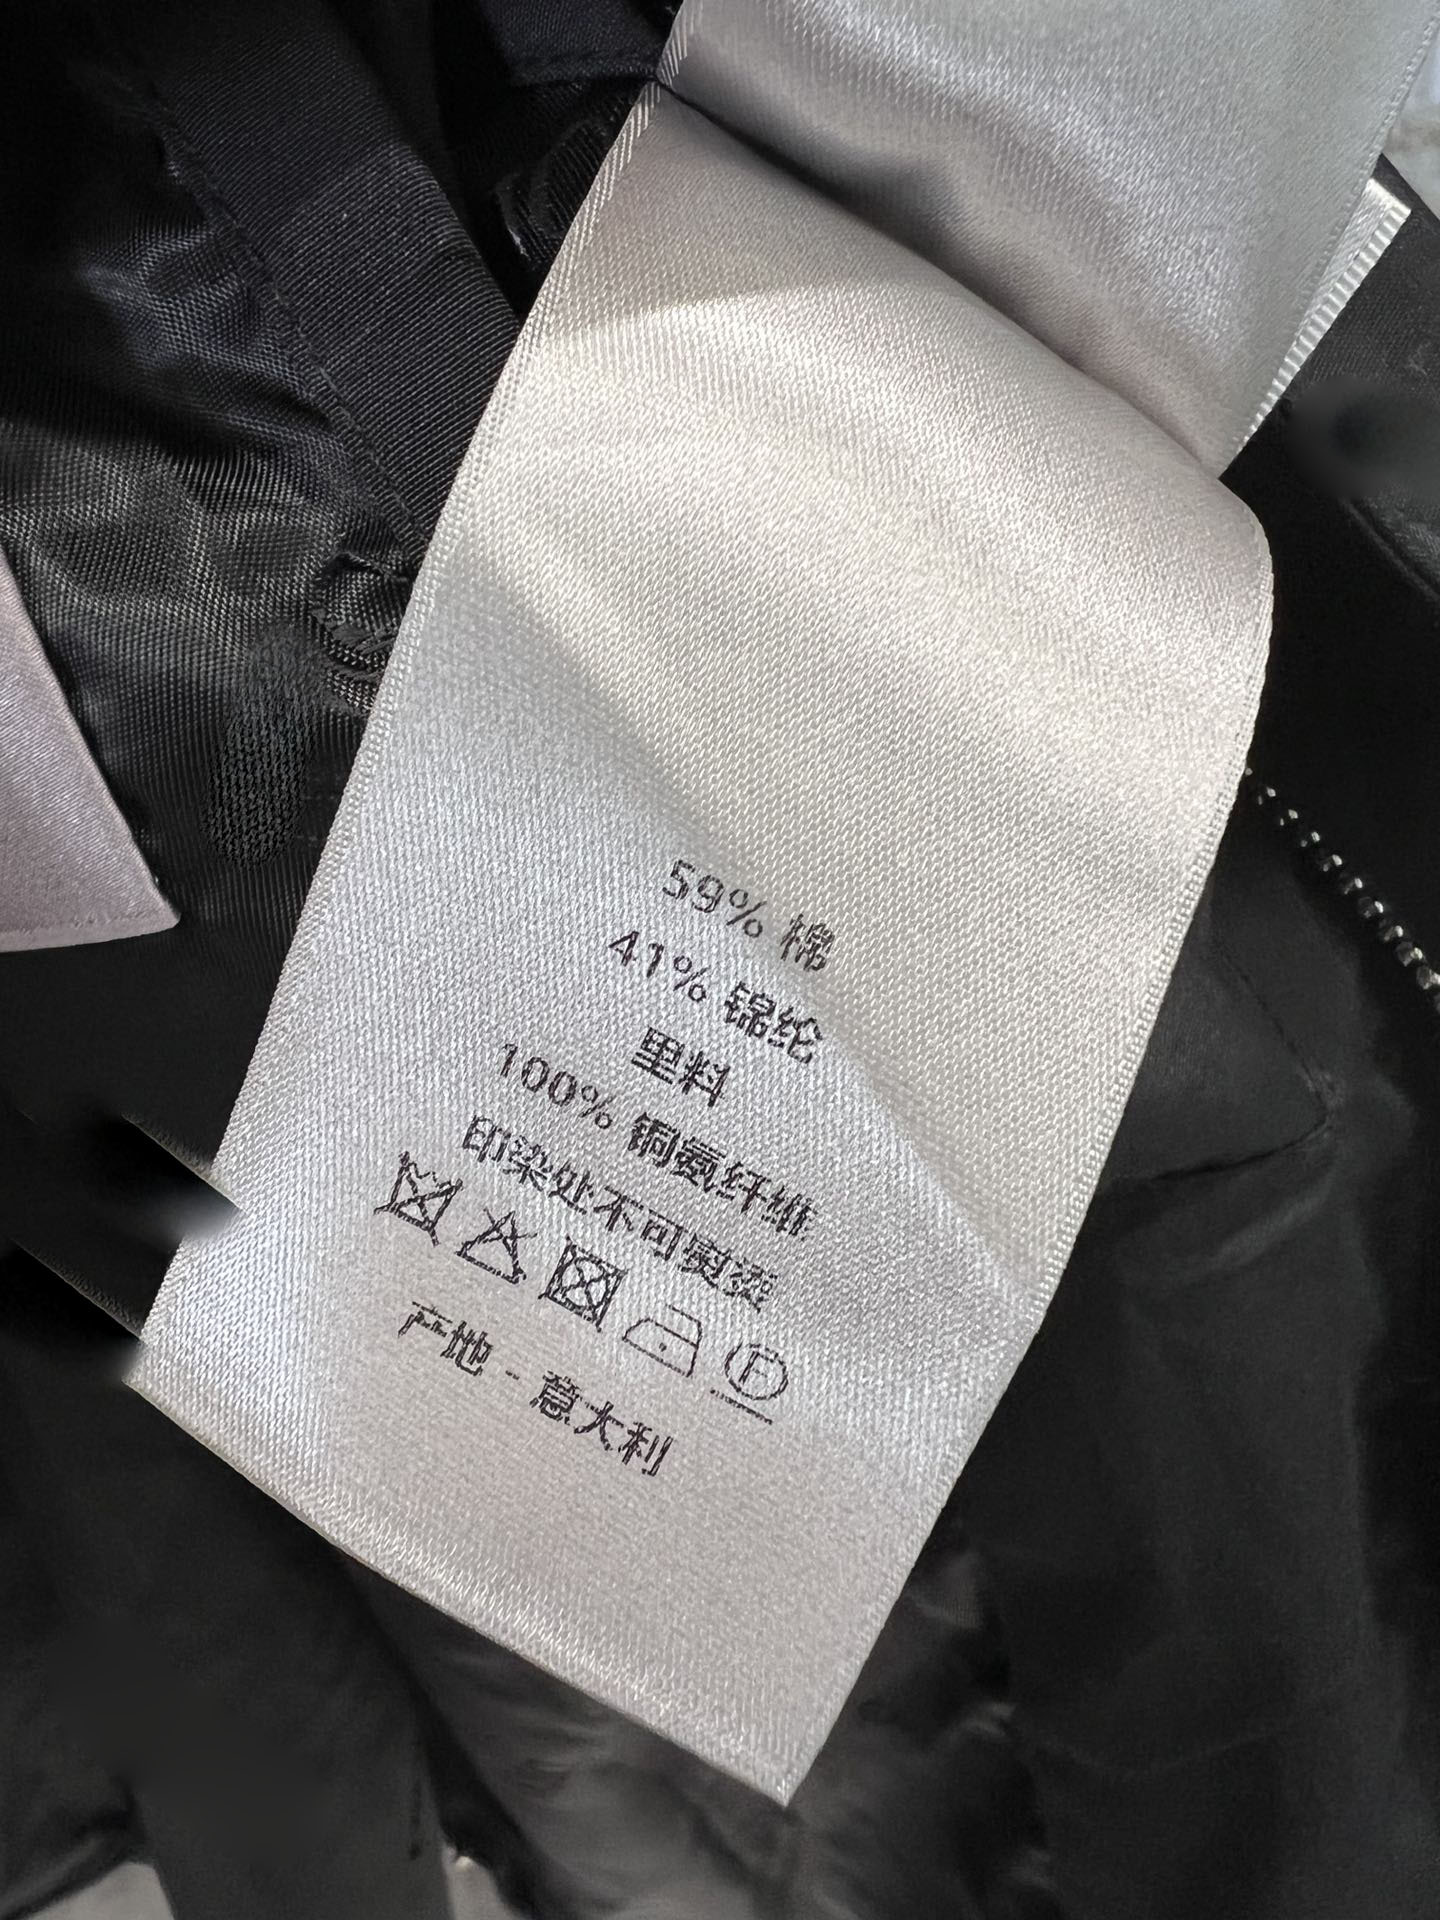 59% 棉
41% 锦纶
里料
100% 铜氨纤维
印染处不可熨烫
F
产地 - 意大利